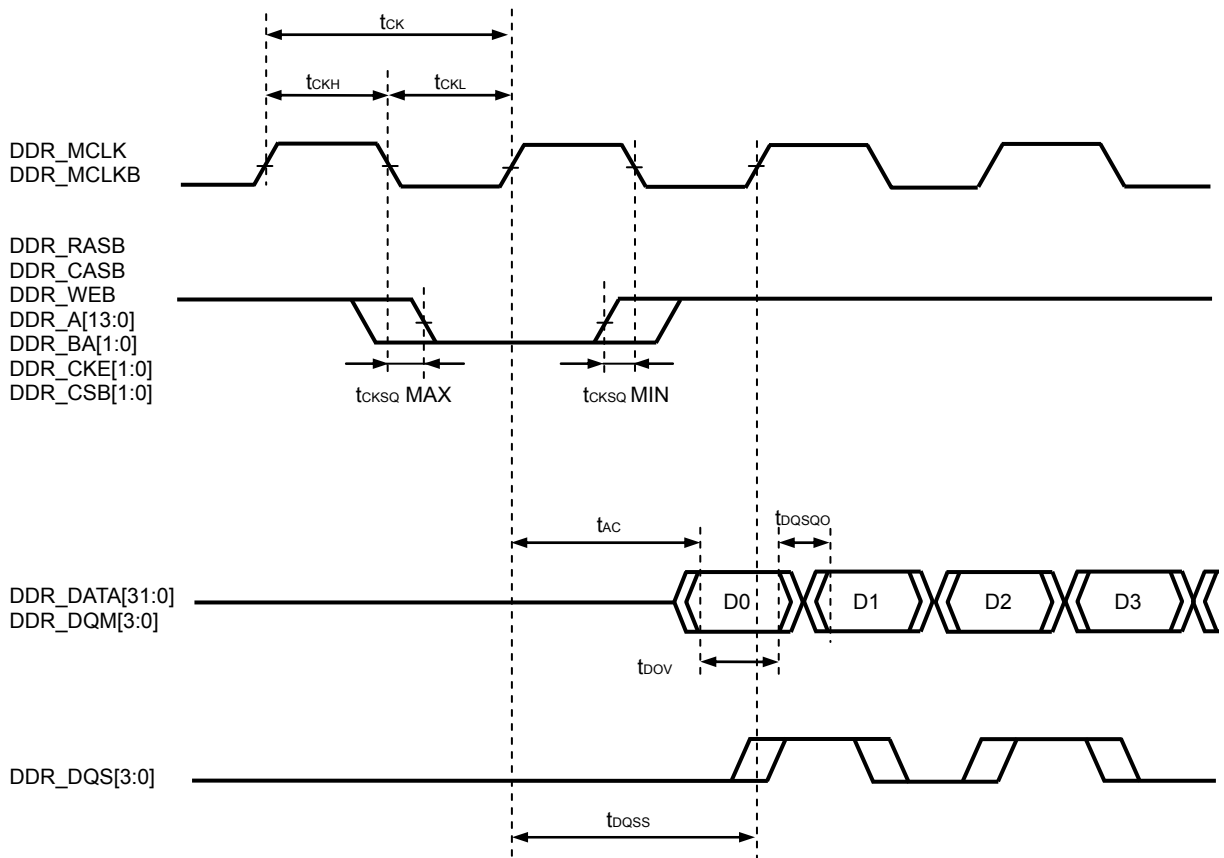 tCK
tCKH
tCKL
DDR_MCLK
DDR_MCLKB
DDR_RASB
DDR_CASB
DDR_WEB
DDR_A[13:0]
DDR_BA[1:0]
DDR_CKE[1:0]
DDR_CSB[1:0]
tCKSQ MAX
tCKSQ MIN
tAC
tDQSQO
DDR_DATA[31:0]
DDR_DQM[3:0]
D0
D1
D2
D3
tDOV
DDR_DQS[3:0]
tDQSS